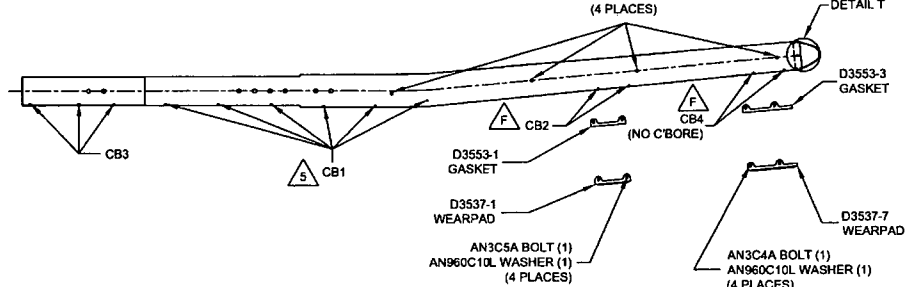 (4 PLACES)
DETAIL T
D3553-3
GASKET
F
CB2
F
CB4
(NO C'BORE)
CB3
5
CB1
D3553-1
GASKET
D3537-1
WEARPAD
D3537-7
WEARPAD
AN3C5A BOLT (1)
AN960C10L WASHER (1)
(4 PLACES)
AN3C4A BOLT (1)
AN960C10L WASHER (1)
(4 PLACES)